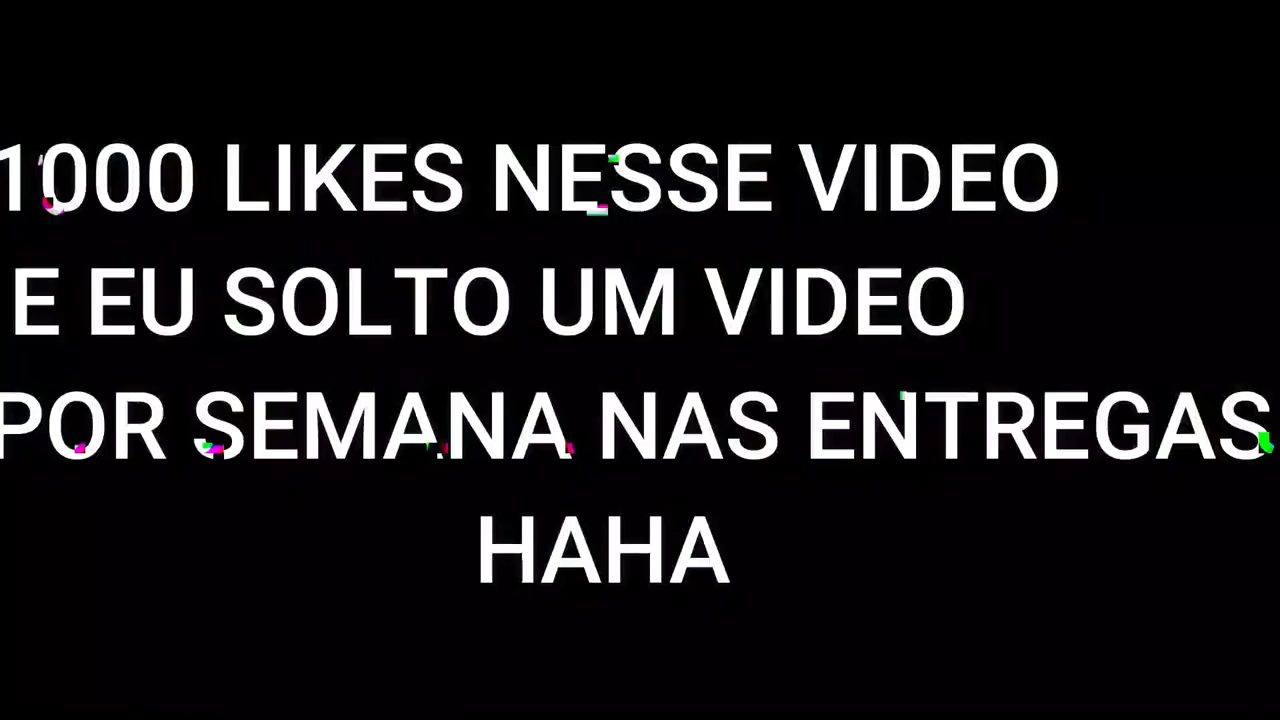 1000 LIKES NESSE VIDEO
E EU SOLTO UM VIDEO
POR SEMANA NAS ENTREGAS
HAHA